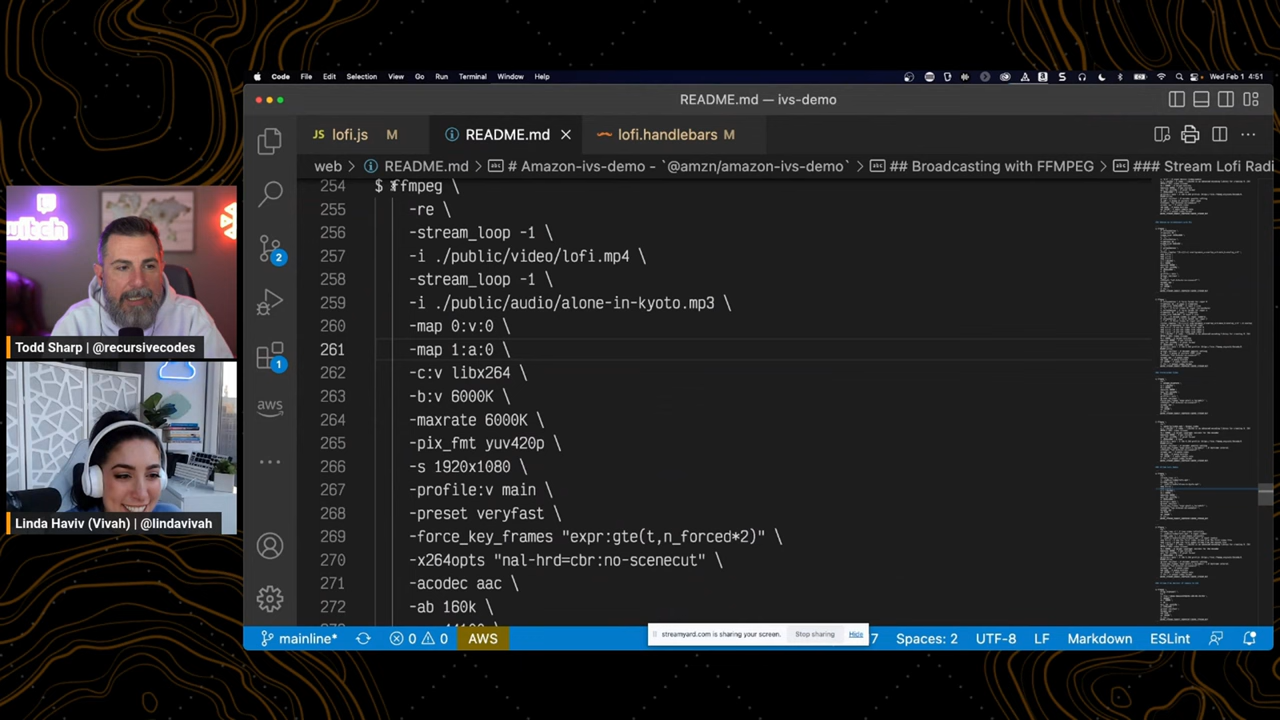 Code File Edit Selection View Go Run Terminal Window Help
Wed Feb 1 4:51
README.md — ivs-demo
JS lofi.js M
README.md
lofi.handlebars M
web > README.md > # Amazon-ivs-demo - `@amzn/amazon-ivs-demo` > ## Broadcasting with FFMPEG > ### Stream Lofi Radi
254 $ ffmpeg \
255 -re \
256 -stream_loop -1 \
257 -i ./public/video/lofi.mp4 \
258 -stream_loop -1 \
259 -i ./public/audio/alone-in-kyoto.mp3 \
260 -map 0:v:0 \
261 -map 1:a:0 \
262 -c:v libx264 \
263 -b:v 6000K \
264 -maxrate 6000K \
265 -pix_fmt yuv420p \
266 -s 1920x1080 \
267 -profile:v main \
268 -preset veryfast \
269 -force_key_frames "expr:gte(t,n_forced*2)" \
270 -x264opts "nal-hrd=cbr:no-scenecut" \
271 -acodec aac \
272 -ab 160k \
2
1
aws
witch
Todd Sharp | @recursivecodes
Linda Haviv (Vivah) | @lindavivah
mainline*
0 0
AWS
streamyard.com is sharing your screen.
Stop sharing
Hide
7
Spaces: 2
UTF-8
LF
Markdown
ESLint